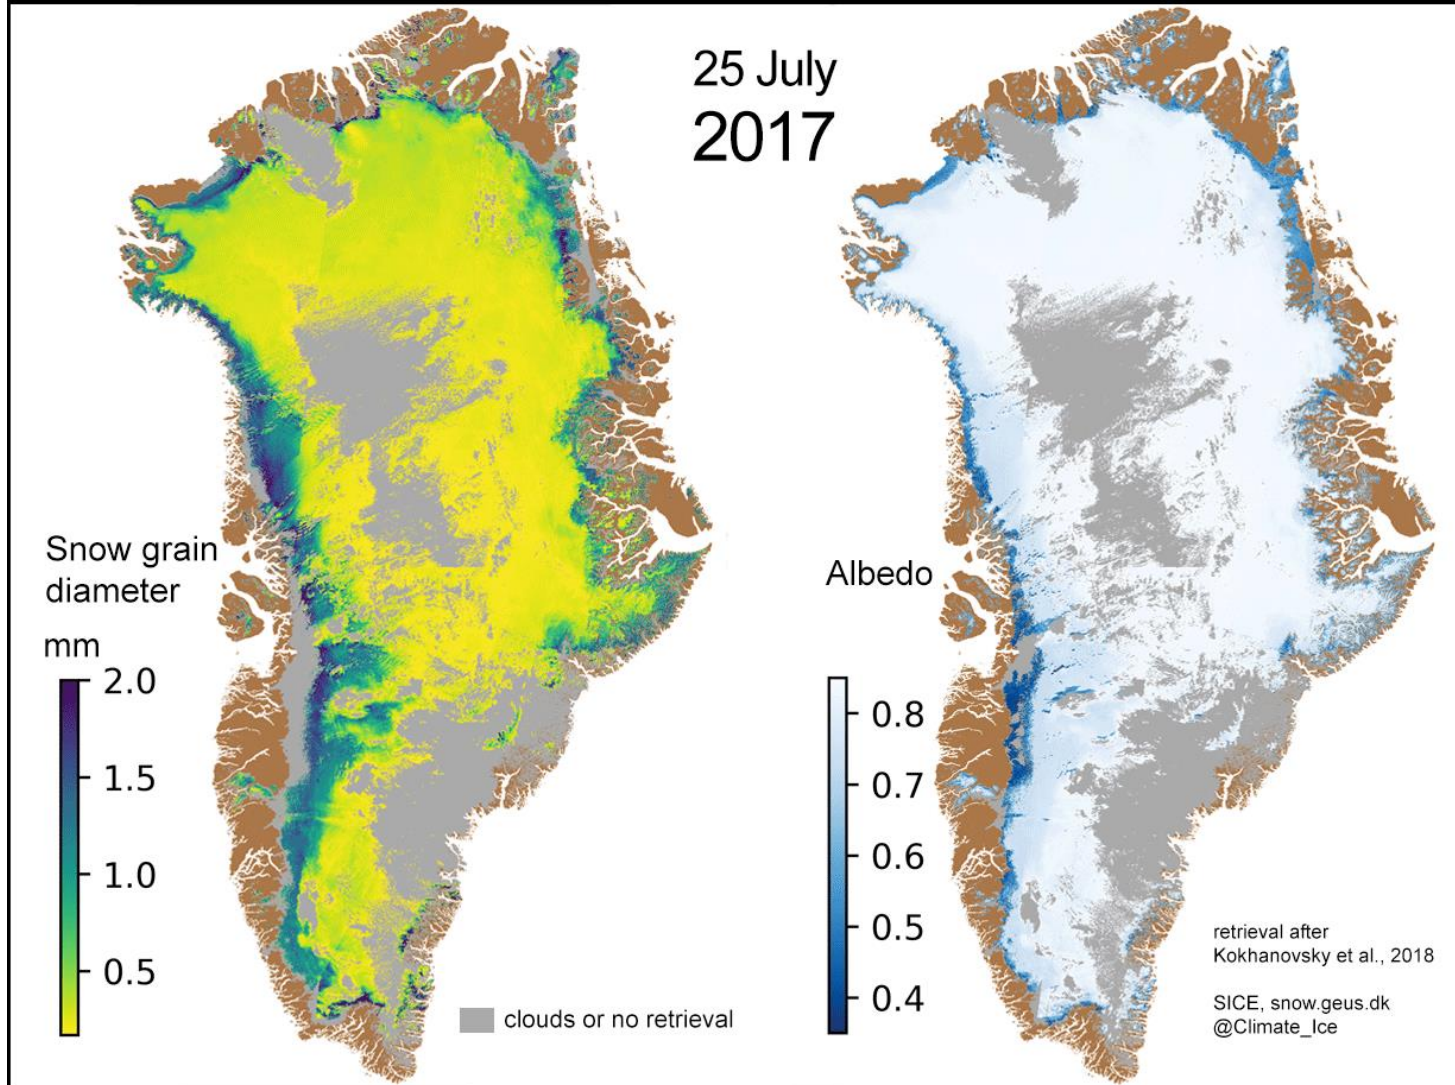 25 July
2017
Snow grain
diameter
mm
2.0
1.5
1.0
0.5
clouds or no retrieval
Albedo
0.8
0.7
0.6
0.5
0.4
retrieval after
Kokhanovsky et al., 2018
SICE, snow.geus.dk
@Climate_Ice